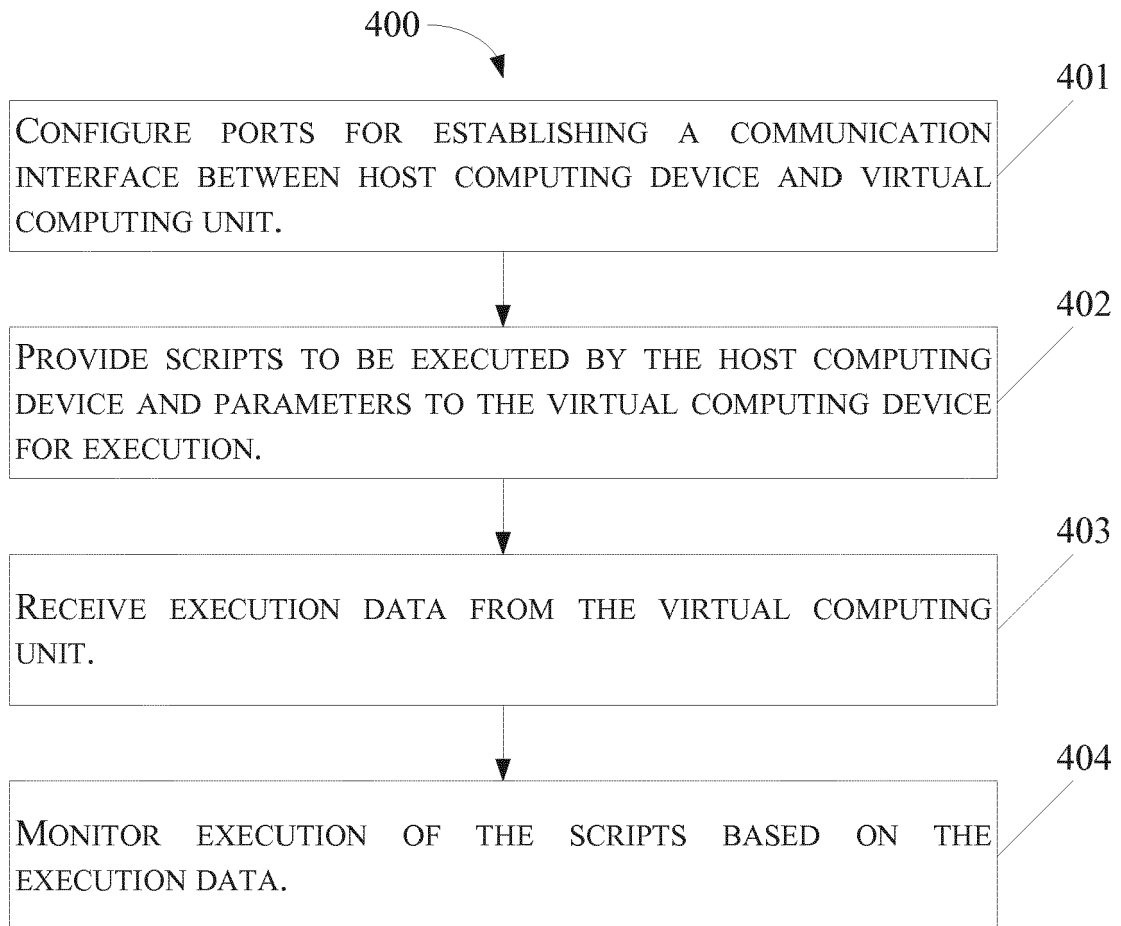 400
401
CONFIGURE PORTS FOR ESTABLISHING A COMMUNICATION
INTERFACE BETWEEN HOST COMPUTING DEVICE AND VIRTUAL
COMPUTING UNIT.
402
PROVIDE SCRIPTS TO BE EXECUTED BY THE HOST COMPUTING
DEVICE AND PARAMETERS TO THE VIRTUAL COMPUTING DEVICE
FOR EXECUTION.
403
RECEIVE EXECUTION DATA FROM THE VIRTUAL COMPUTING
UNIT.
404
MONITOR EXECUTION OF THE SCRIPTS BASED ON THE
EXECUTION DATA.